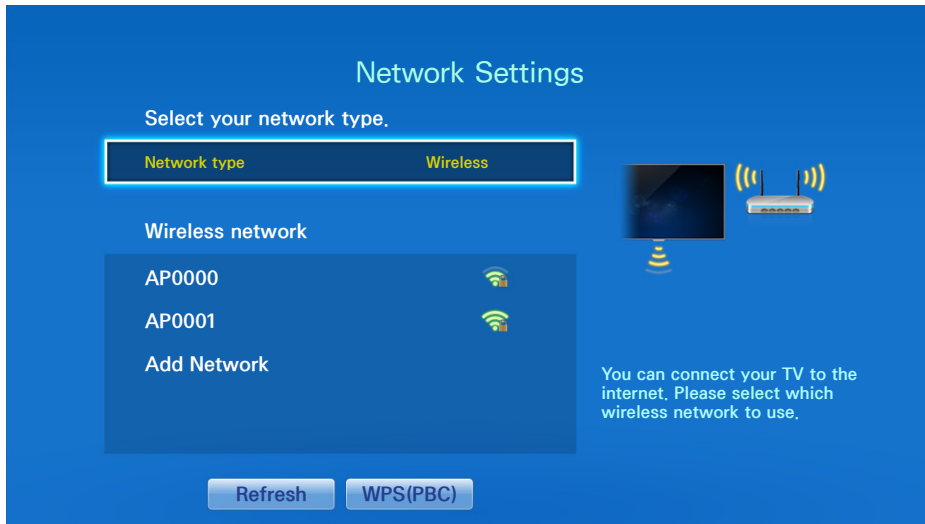 Network Settings
Select your network type.
Network type Wireless
Wireless network
AP0000
AP0001
Add Network
You can connect your TV to the
internet. Please select which
wireless network to use.
Refresh WPS(PBC)